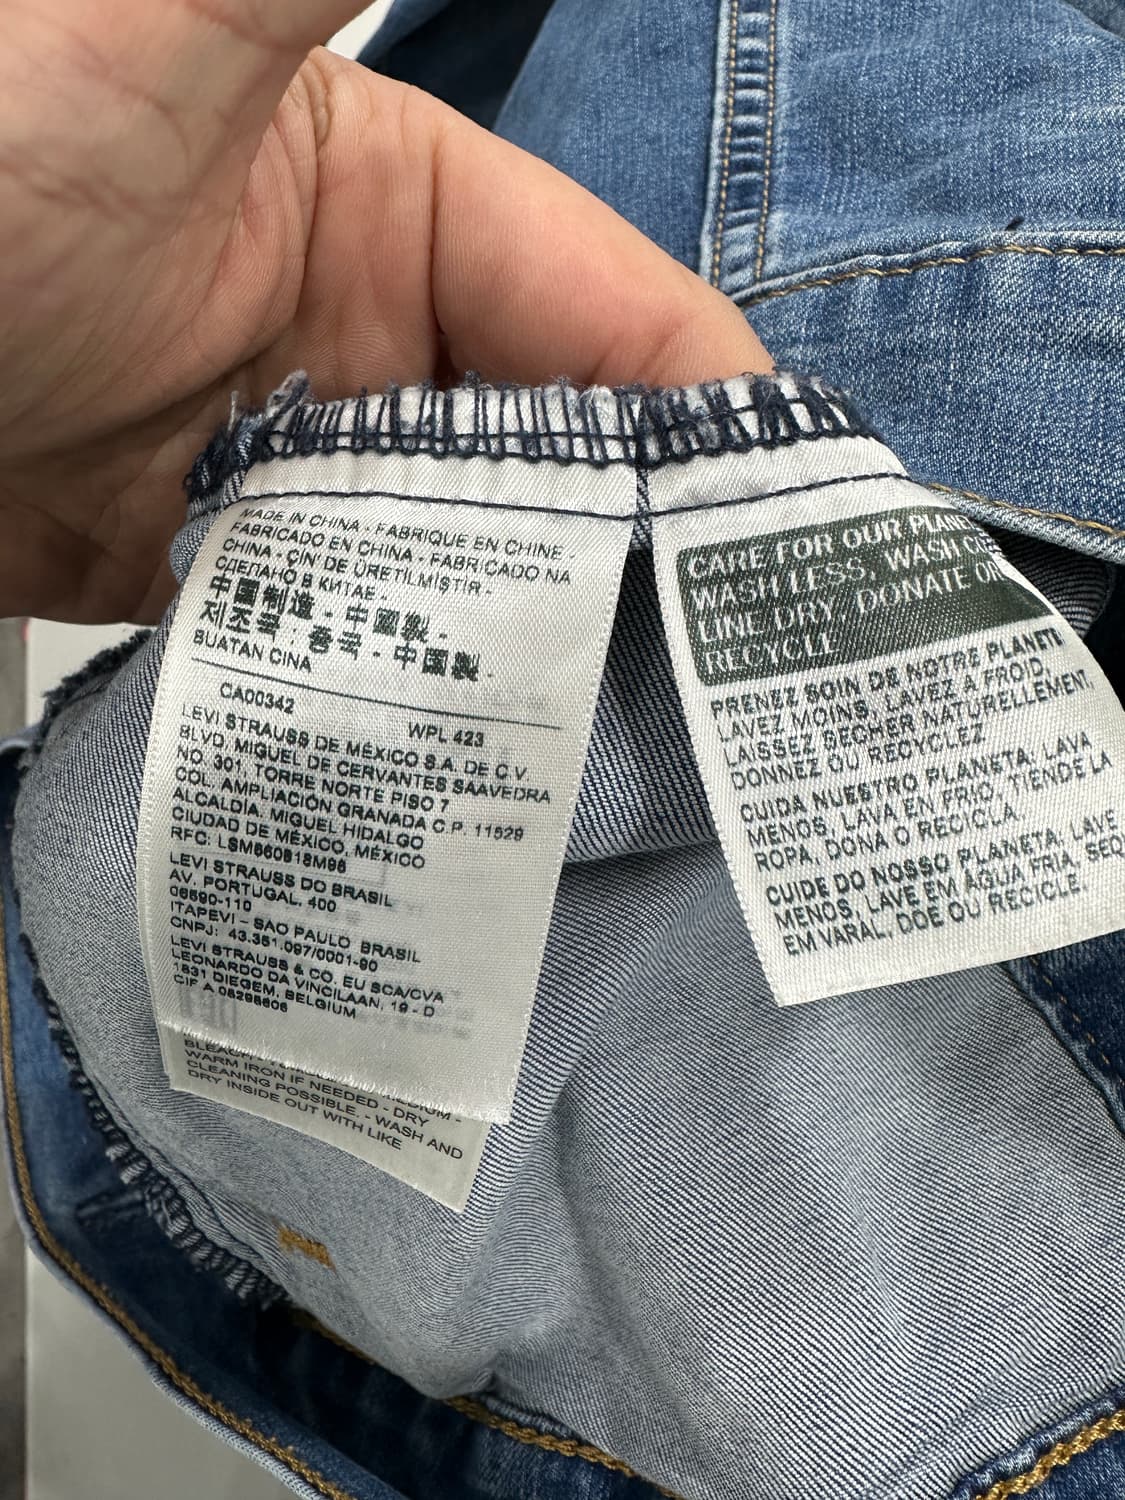 MADE IN CHINA - FABRIQUE EN CHINE -
FABRICADO EN CHINA - FABRICADO NA
CHINA - ÇIN' DE ÜRETILMIŞTIR -
СДЕЛАНО В КИТАЕ -
中国制造 - 中國製 -
제조국 : 중국 - 中國製 -
BUATAN CINA
CA00342
WPL 423
LEVI STRAUSS DE MÉXICO S.A. DE C.V.
BLVD. MIGUEL DE CERVANTES SAAVEDRA
NO. 301, TORRE NORTE PISO 7
COL. AMPLIACIÓN GRANADA C.P. 11529
ALCALDÍA, MIGUEL HIDALGO
CIUDAD DE MÉXICO, MÉXICO
RFC: LSM860818M98
LEVI STRAUSS DO BRASIL
AV. PORTUGAL, 400
06690-110
ITAPEVI – SAO PAULO BRASIL
CNPJ: 43.351.097/0001-90
LEVI STRAUSS & CO. EU SCA/CVA
LEONARDO DA VINCILAAN, 19 - D
1831 DIEGEM, BELGIUM
CIF A 08298606
WARM IRON IF NEEDED - DRY
CLEANING POSSIBLE. - WASH AND
DRY INSIDE OUT WITH LIKE
CARE FOR OUR PLANET
WASH LESS, WASH
LINE DRY DONATE OR
RECYCLE
PRENEZ SOIN DE NOTRE PLANETE
LAVEZ MOINS, LAVEZ A FROID,
LAISSEZ SECHER NATURELLEMENT,
DONNEZ OU RECYCLEZ
CUIDA NUESTRO PLANETA, LAVA
MENOS, LAVA EN FRIO, TIENDE LA
ROPA, DONA O RECICLA.
CUIDE DO NOSSO PLANETA, LAVE
MENOS, LAVE EM ÁGUA FRIA, SEQ
EM VARAL, DOE OU RECICLE.